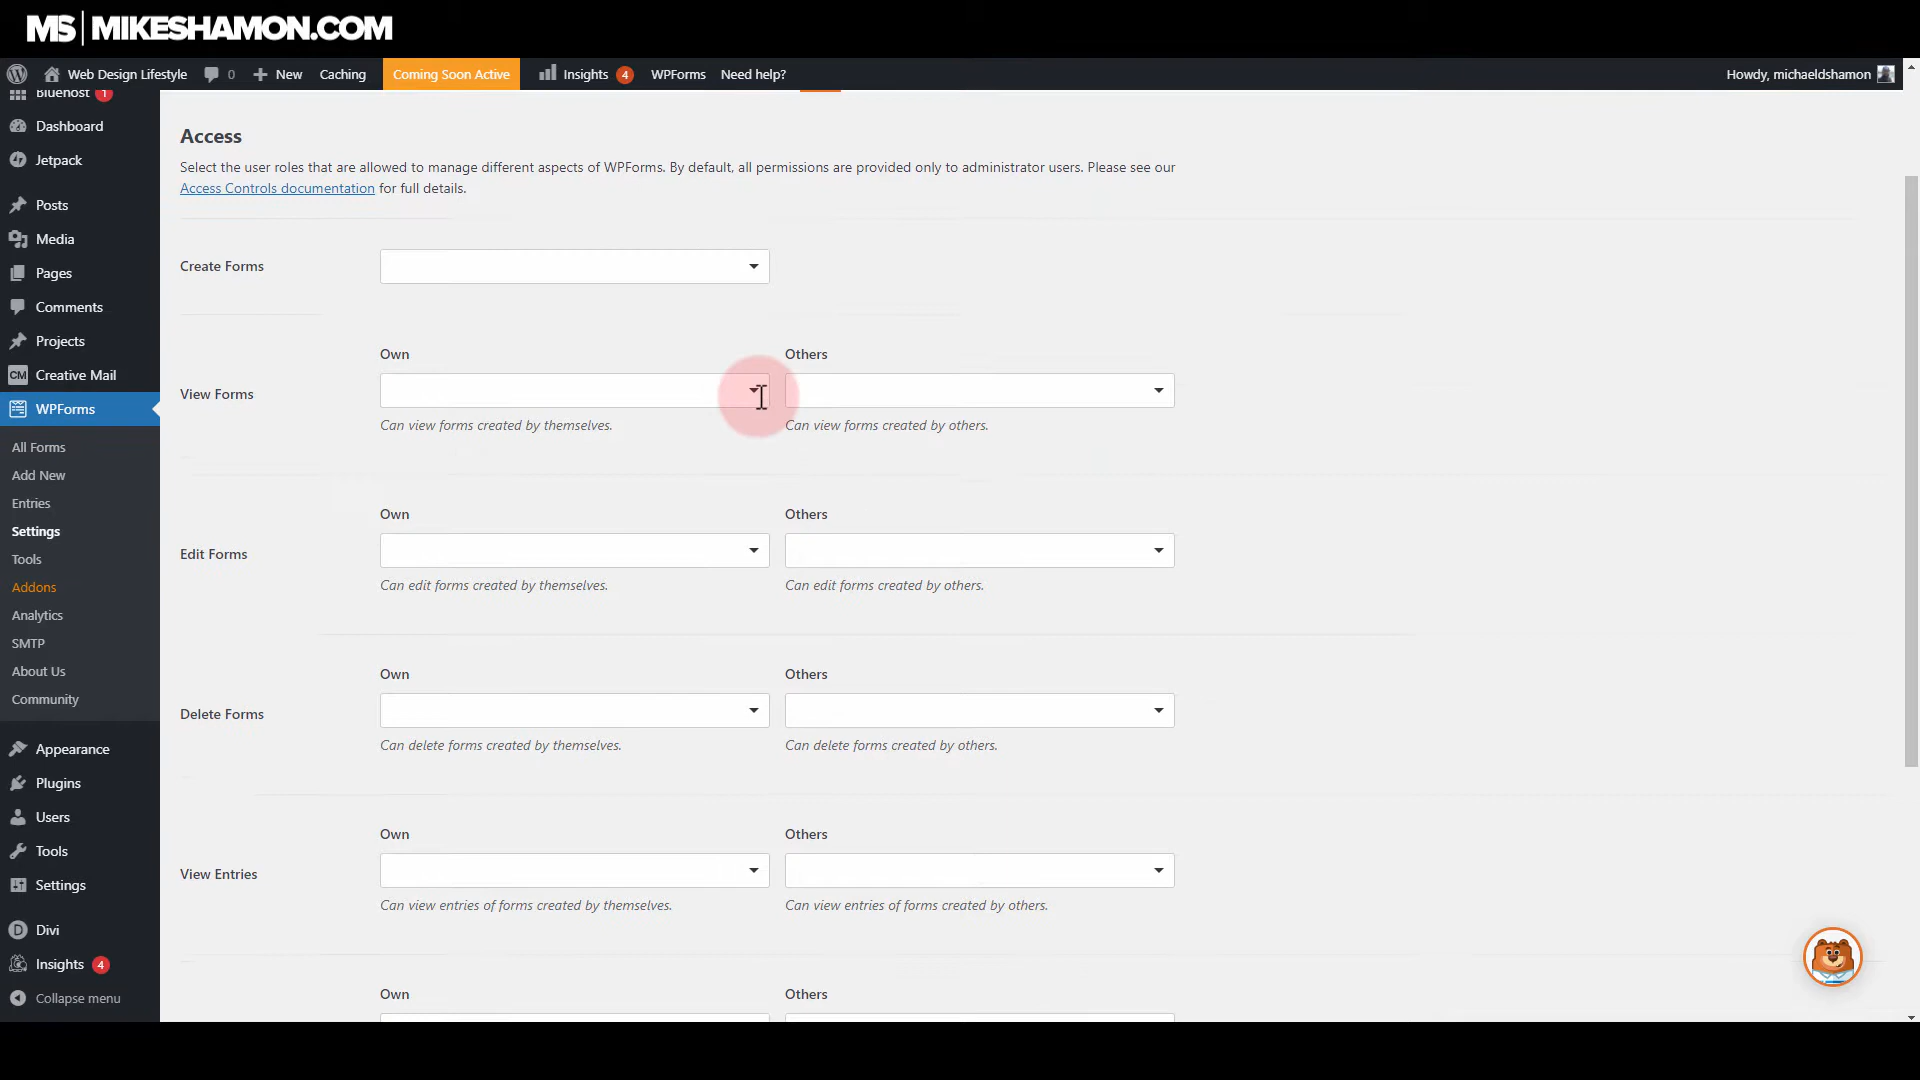 MS | MIKESHAMON.COM
Web Design Lifestyle 0 New Caching Coming Soon Active Insights 4 WPForms Need help? Howdy, michaeldshamon
Bluehost 1
Dashboard
Jetpack
Posts
Media
Pages
Comments
Projects
CM Creative Mail
WPForms
All Forms
Add New
Entries
Settings
Tools
Addons
Analytics
SMTP
About Us
Community
Appearance
Plugins
Users
Tools
Settings
D Divi
Insights 4
Collapse menu
Access
Select the user roles that are allowed to manage different aspects of WPForms. By default, all permissions are provided only to administrator users. Please see our
Access Controls documentation for full details.
Create Forms
Own Others
View Forms
Can view forms created by themselves. Can view forms created by others.
Own Others
Edit Forms
Can edit forms created by themselves. Can edit forms created by others.
Own Others
Delete Forms
Can delete forms created by themselves. Can delete forms created by others.
Own Others
View Entries
Can view entries of forms created by themselves. Can view entries of forms created by others.
Own Others